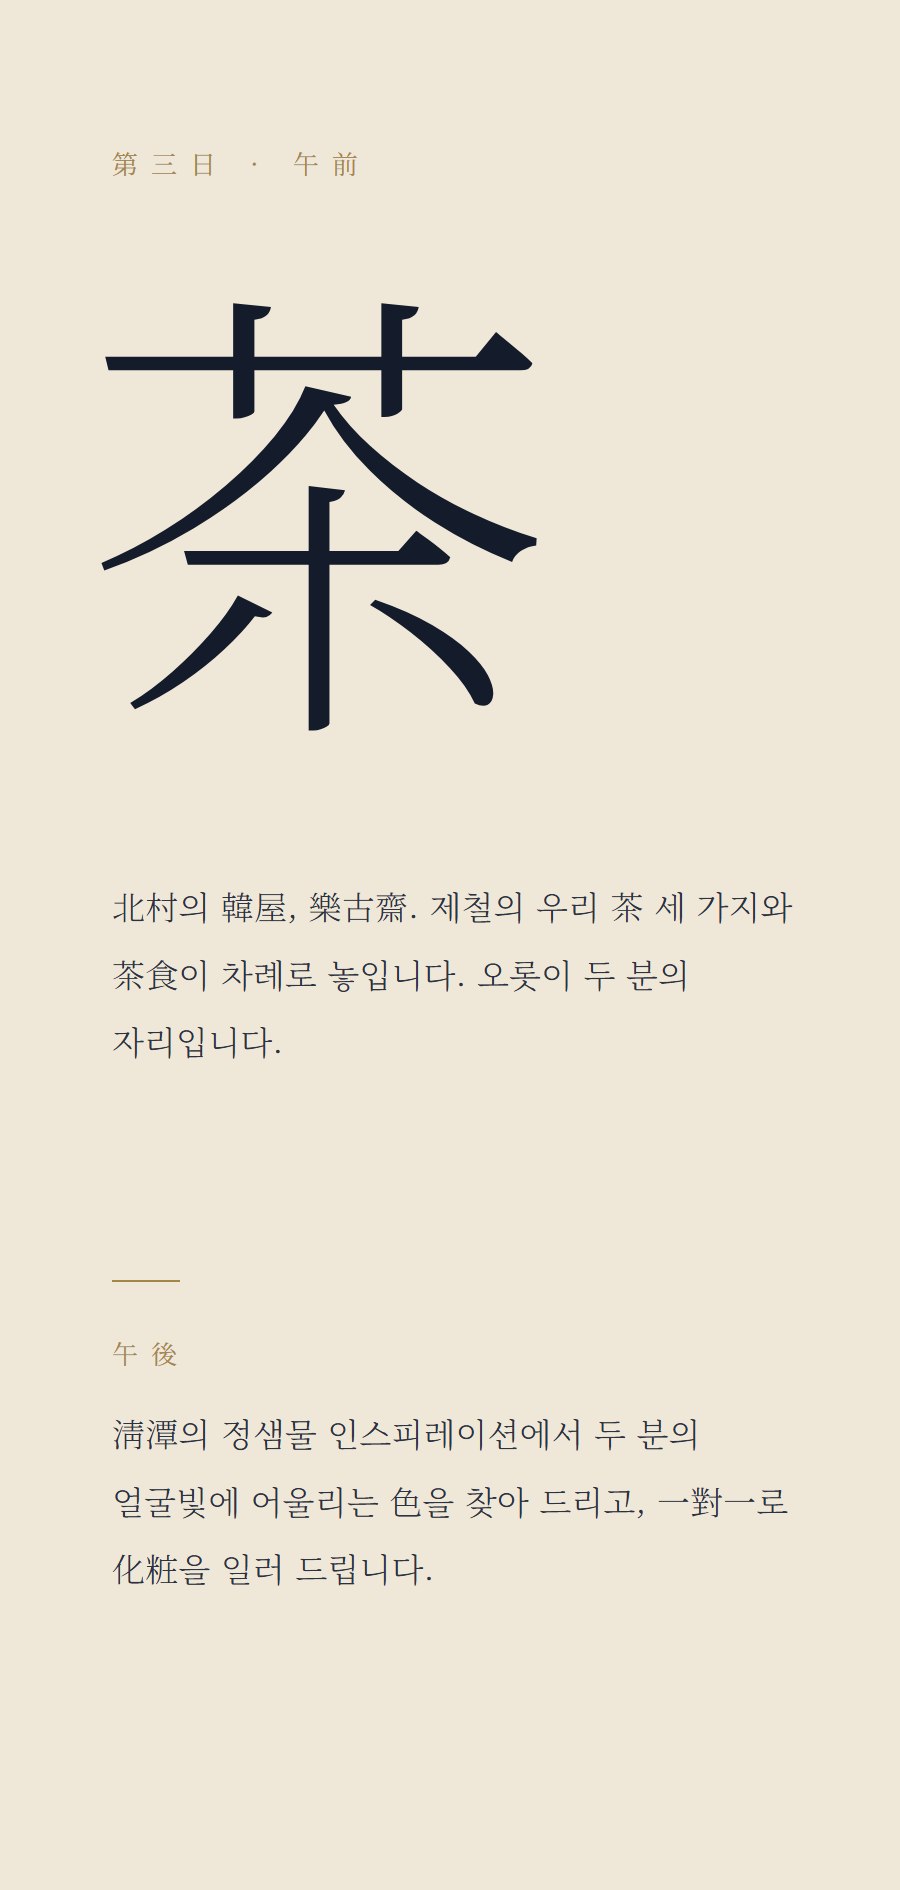 第三日 · 午前
茶
北村의 韓屋, 樂古齋. 제철의 우리 茶 세 가지와
茶食이 차례로 놓입니다. 오롯이 두 분의
자리입니다.
午後
淸潭의 정샘물 인스피레이션에서 두 분의
얼굴빛에 어울리는 色을 찾아 드리고, 一對一로
化粧을 일러 드립니다.